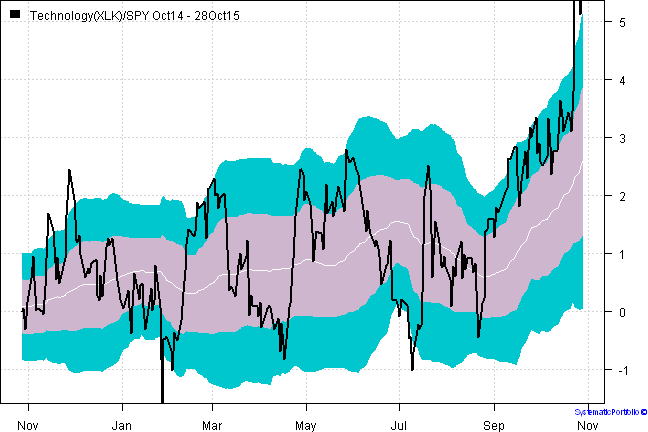 Technology(XLK)/SPY Oct14 - 28Oct15
5
4
3
2
1
0
-1
Nov Jan Mar May Jul Sep Nov
SystematicPortfolio ©